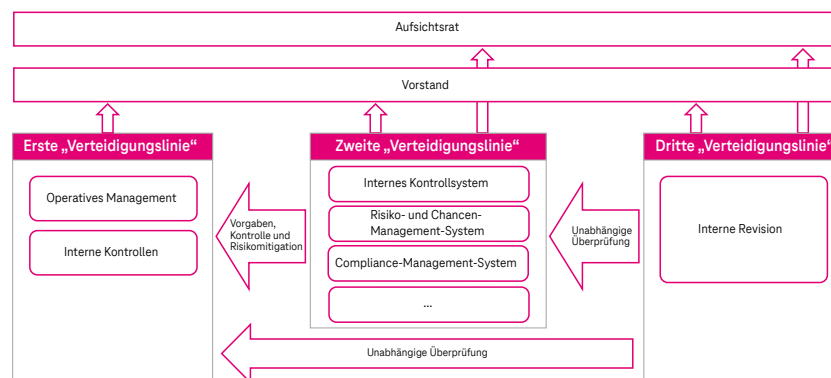 Aufsichtsrat
Vorstand
Erste „Verteidigungslinie“
Zweite „Verteidigungslinie“
Dritte „Verteidigungslinie“
Operatives Management
Interne Kontrollen
Vorgaben,
Kontrolle und
Risikomitigation
Internes Kontrollsystem
Risiko- und Chancen-
Management-System
Compliance-Management-System
...
Unabhängige
Überprüfung
Interne Revision
Unabhängige Überprüfung